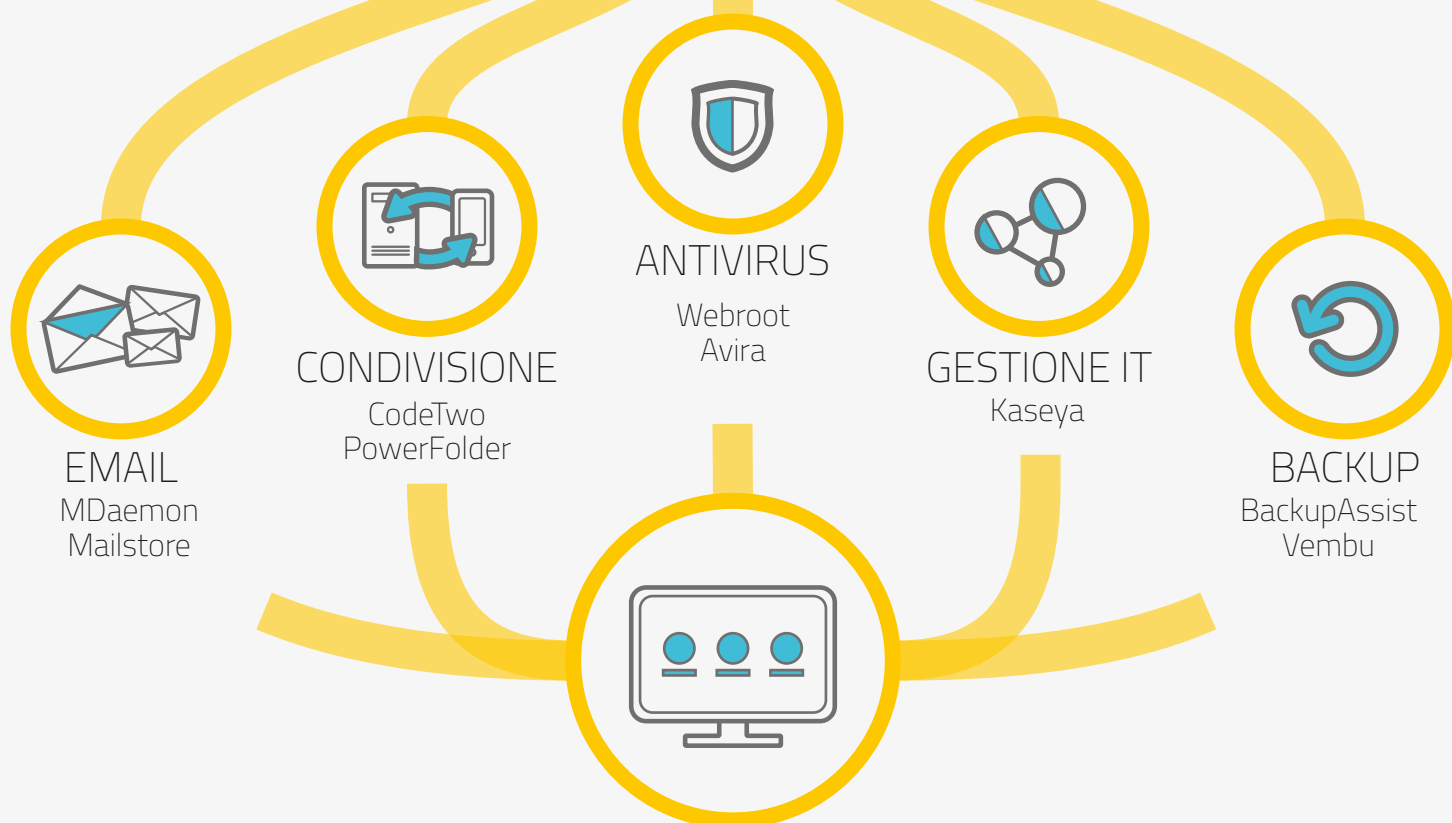 EMAIL
MDaemon
Mailstore
CONDIVISIONE
CodeTwo
PowerFolder
ANTIVIRUS
Webroot
Avira
GESTIONE IT
Kaseya
BACKUP
BackupAssist
Vembu